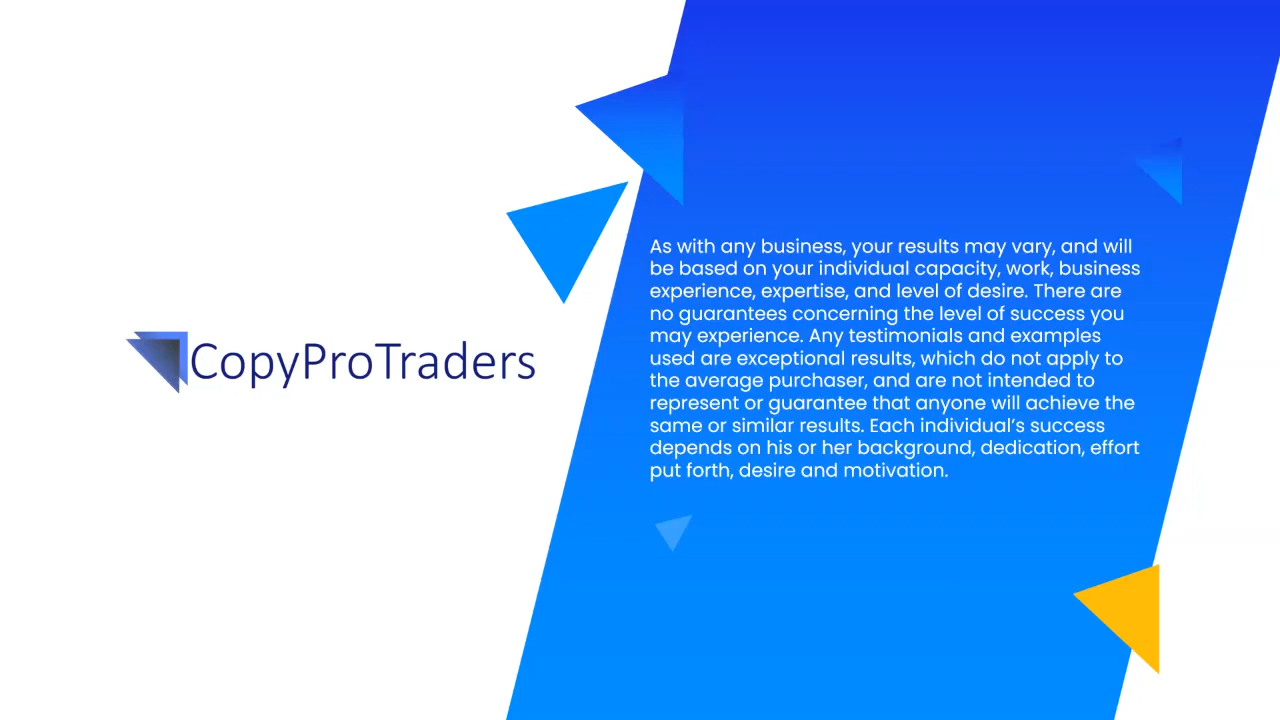 CopyProTraders
As with any business, your results may vary, and will
be based on your individual capacity, work, business
experience, expertise, and level of desire. There are
no guarantees concerning the level of success you
may experience. Any testimonials and examples
used are exceptional results, which do not apply to
the average purchaser, and are not intended to
represent or guarantee that anyone will achieve the
same or similar results. Each individual’s success
depends on his or her background, dedication, effort
put forth, desire and motivation.